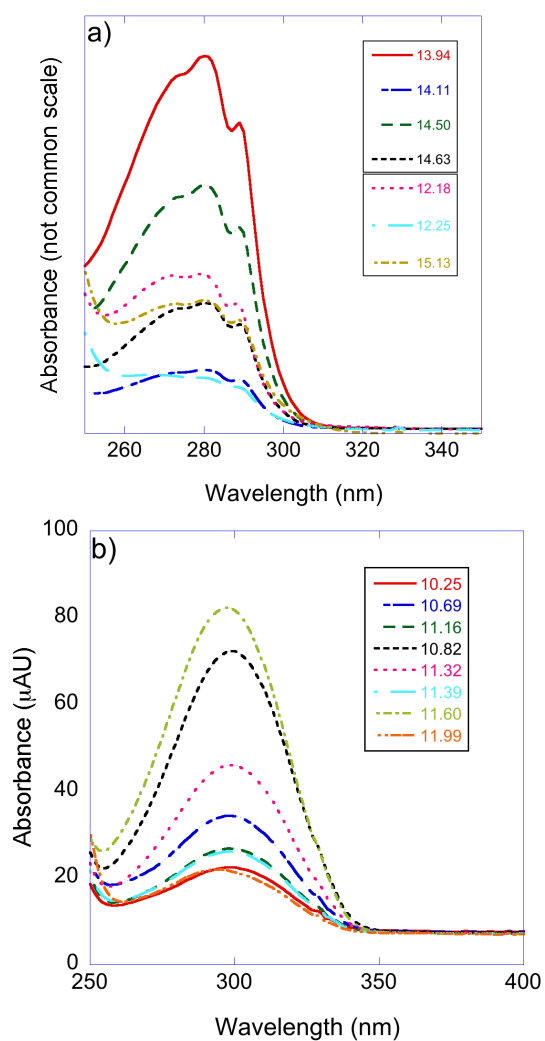 a)
Absorbance (not common scale)
13.94
14.11
14.50
14.63
12.18
12.25
15.13
260 280 300 320 340
Wavelength (nm)
b)
Absorbance (μAU)
100
80
60
40
20
0
10.25
10.69
11.16
10.82
11.32
11.39
11.60
11.99
250 300 350 400
Wavelength (nm)